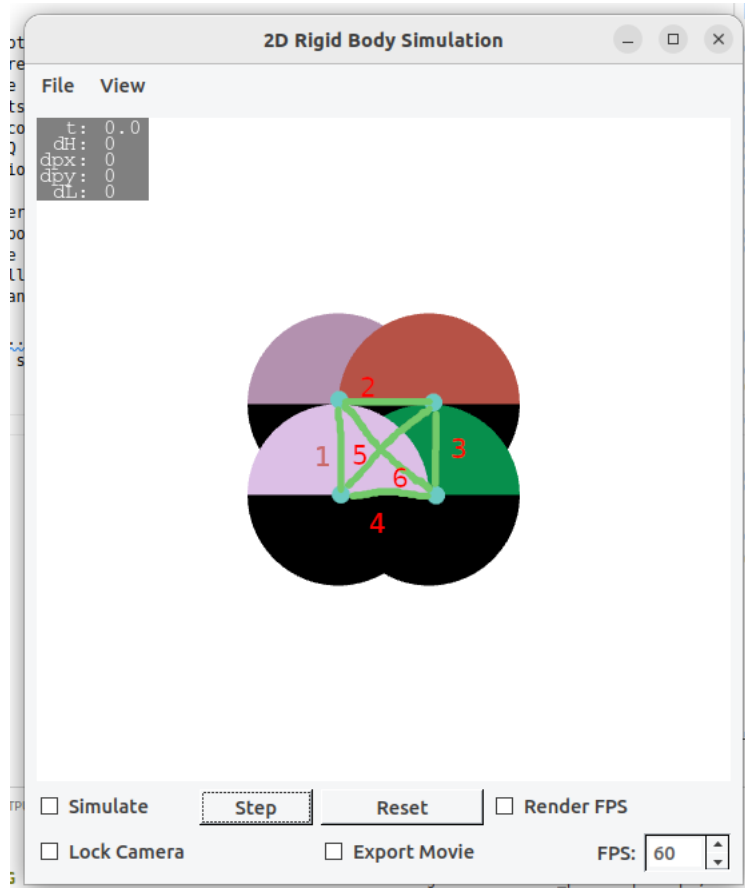 2D Rigid Body Simulation
File View
t: 0.0
dH: 0
dpx: 0
dpy: 0
dL: 0
2
1 5 3
6
4
Simulate Step Reset Render FPS
Lock Camera Export Movie FPS: 60